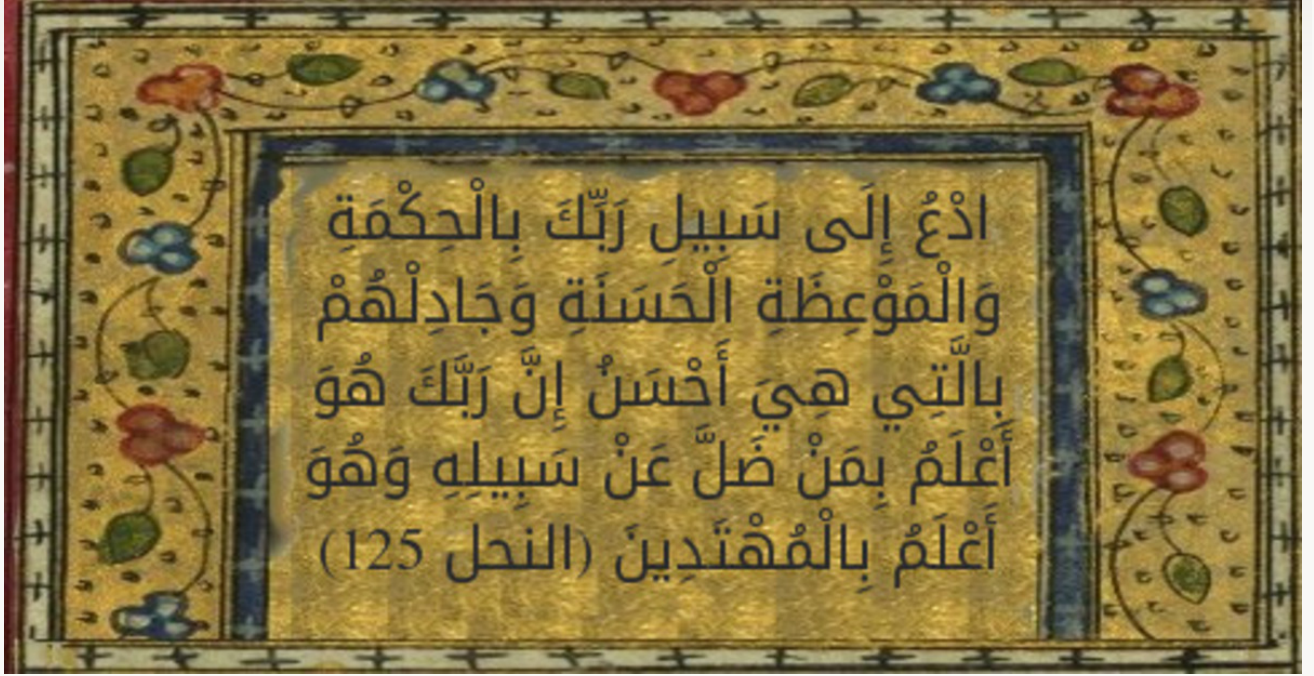 ادْعُ إِلَى سَبِيلِ رَبِّكَ بِالْحِكْمَةِ
وَالْمَوْعِظَةِ الْحَسَنَةِ وَجَادِلْهُمْ
بِالَّتِي هِيَ أَحْسَنُ إِنَّ رَبَّكَ هُوَ
أَعْلَمُ بِمَنْ ضَلَّ عَنْ سَبِيلِهِ وَهُوَ
أَعْلَمُ بِالْمُهْتَدِينَ (النحل 125)